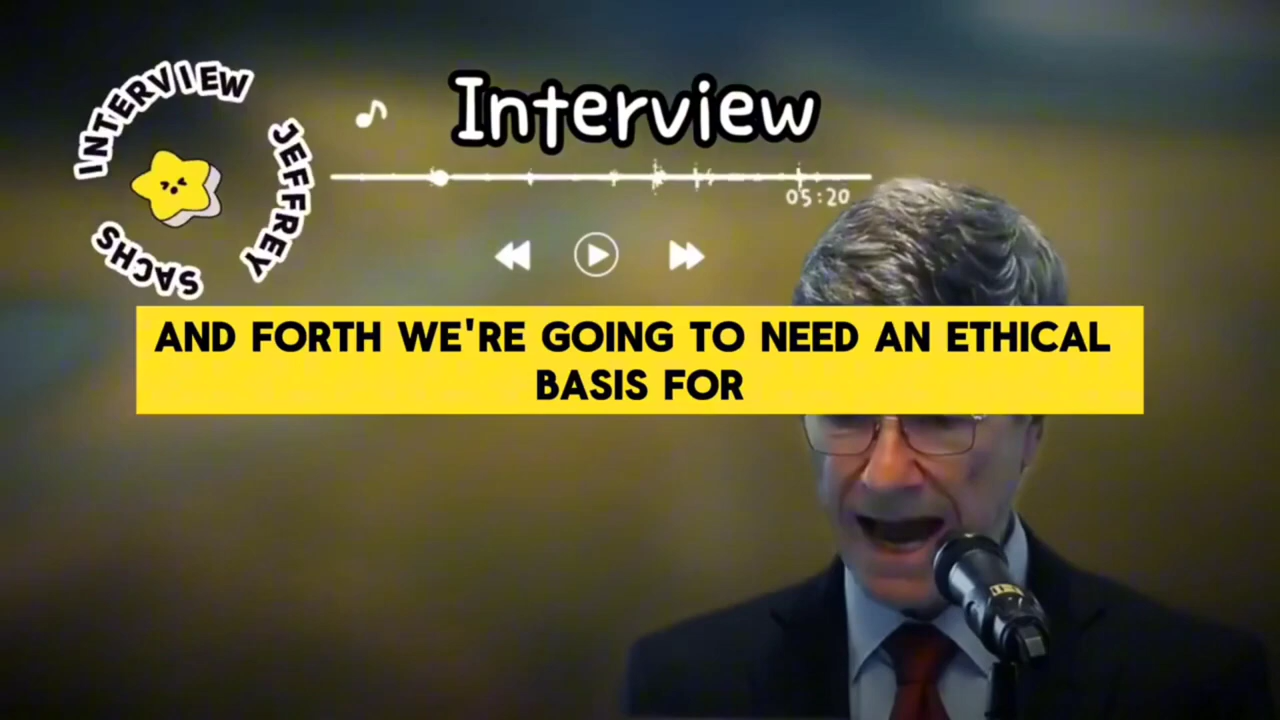 INTERVIEW
JEFFREY
SACHS
Interview
05:20
AND FORTH WE'RE GOING TO NEED AN ETHICAL
BASIS FOR